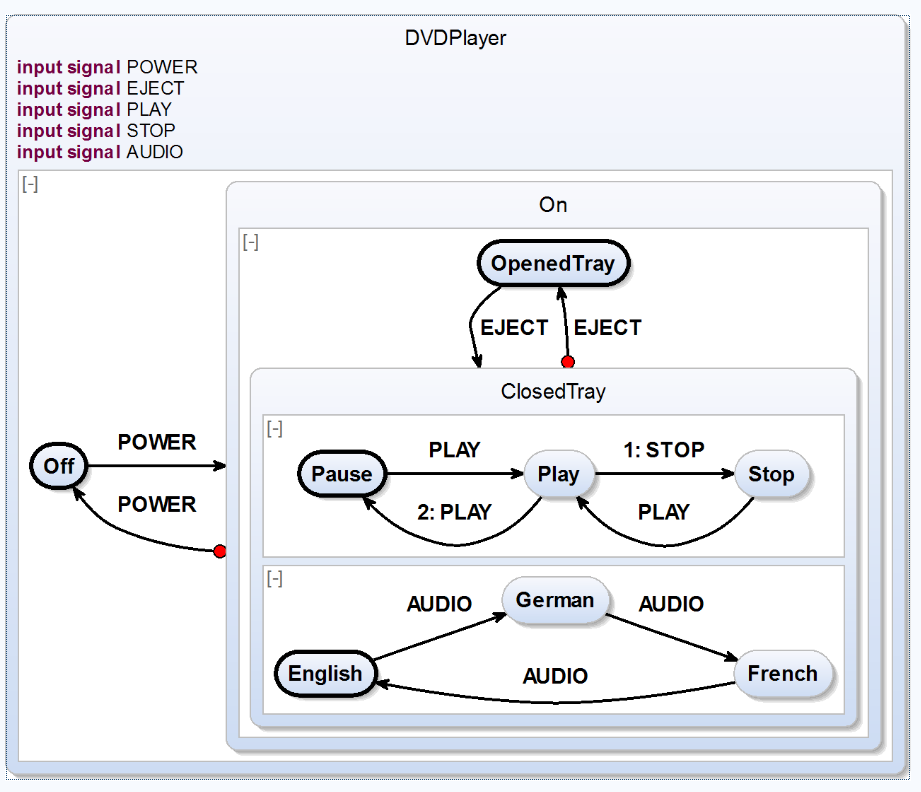 DVDPlayer
input signal POWER
input signal EJECT
input signal PLAY
input signal STOP
input signal AUDIO
[-]
On
[-]
OpenedTray
EJECT
EJECT
ClosedTray
[-]
Off
POWER
POWER
Pause
PLAY
Play
1: STOP
Stop
2: PLAY
PLAY
[-]
German
AUDIO
AUDIO
English
AUDIO
French